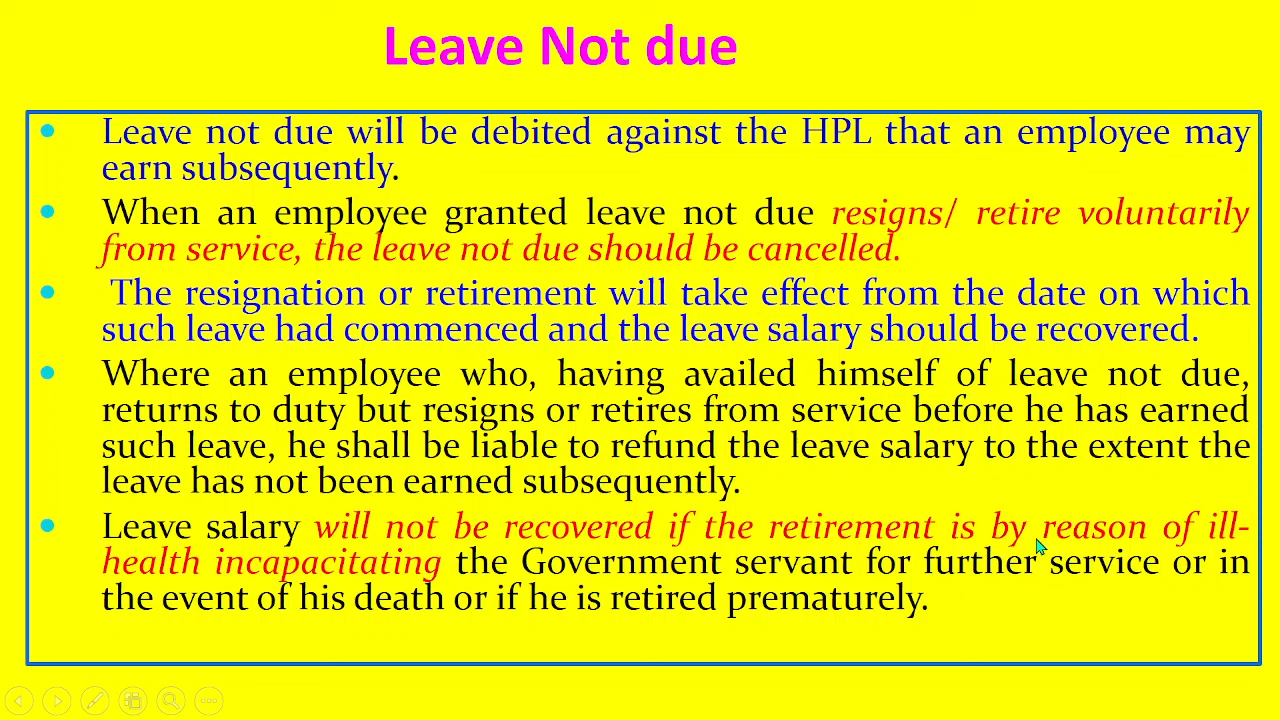 Leave Not due
• Leave not due will be debited against the HPL that an employee may
earn subsequently.
• When an employee granted leave not due resigns/ retire voluntarily
from service, the leave not due should be cancelled.
• The resignation or retirement will take effect from the date on which
such leave had commenced and the leave salary should be recovered.
• Where an employee who, having availed himself of leave not due,
returns to duty but resigns or retires from service before he has earned
such leave, he shall be liable to refund the leave salary to the extent the
leave has not been earned subsequently.
• Leave salary will not be recovered if the retirement is by reason of ill-
health incapacitating the Government servant for further service or in
the event of his death or if he is retired prematurely.